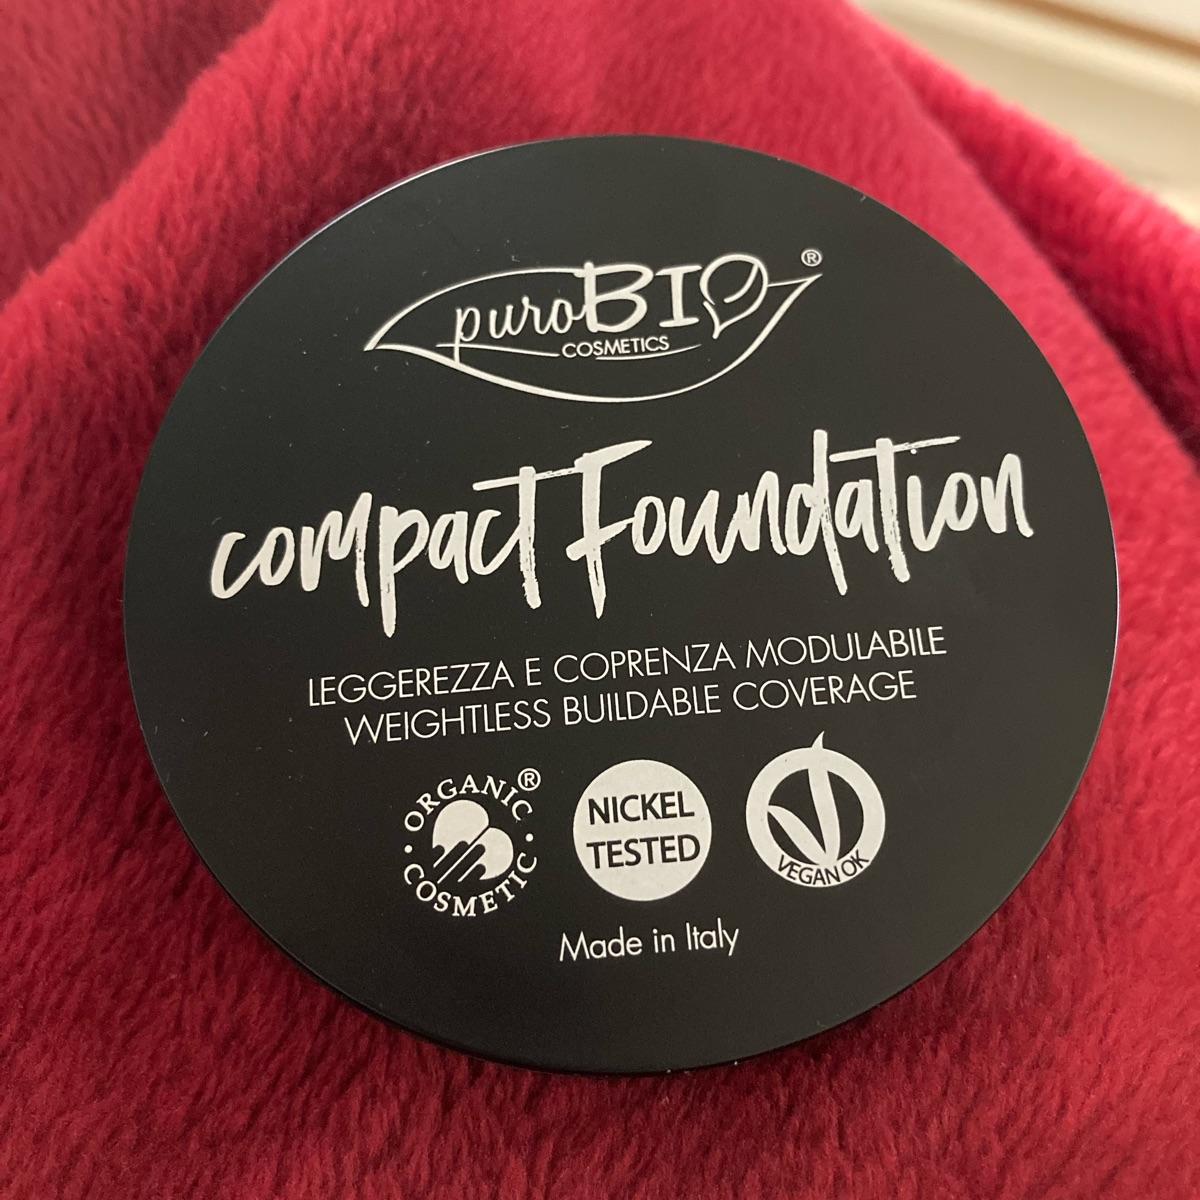 puroBIO®
COSMETICS
compact Foundation
LEGGEREZZA E COPRENZA MODULABILE
WEIGHTLESS BUILDABLE COVERAGE
ORGANIC®
COSMETIC
NICKEL
TESTED
VEGAN OK
Made in Italy